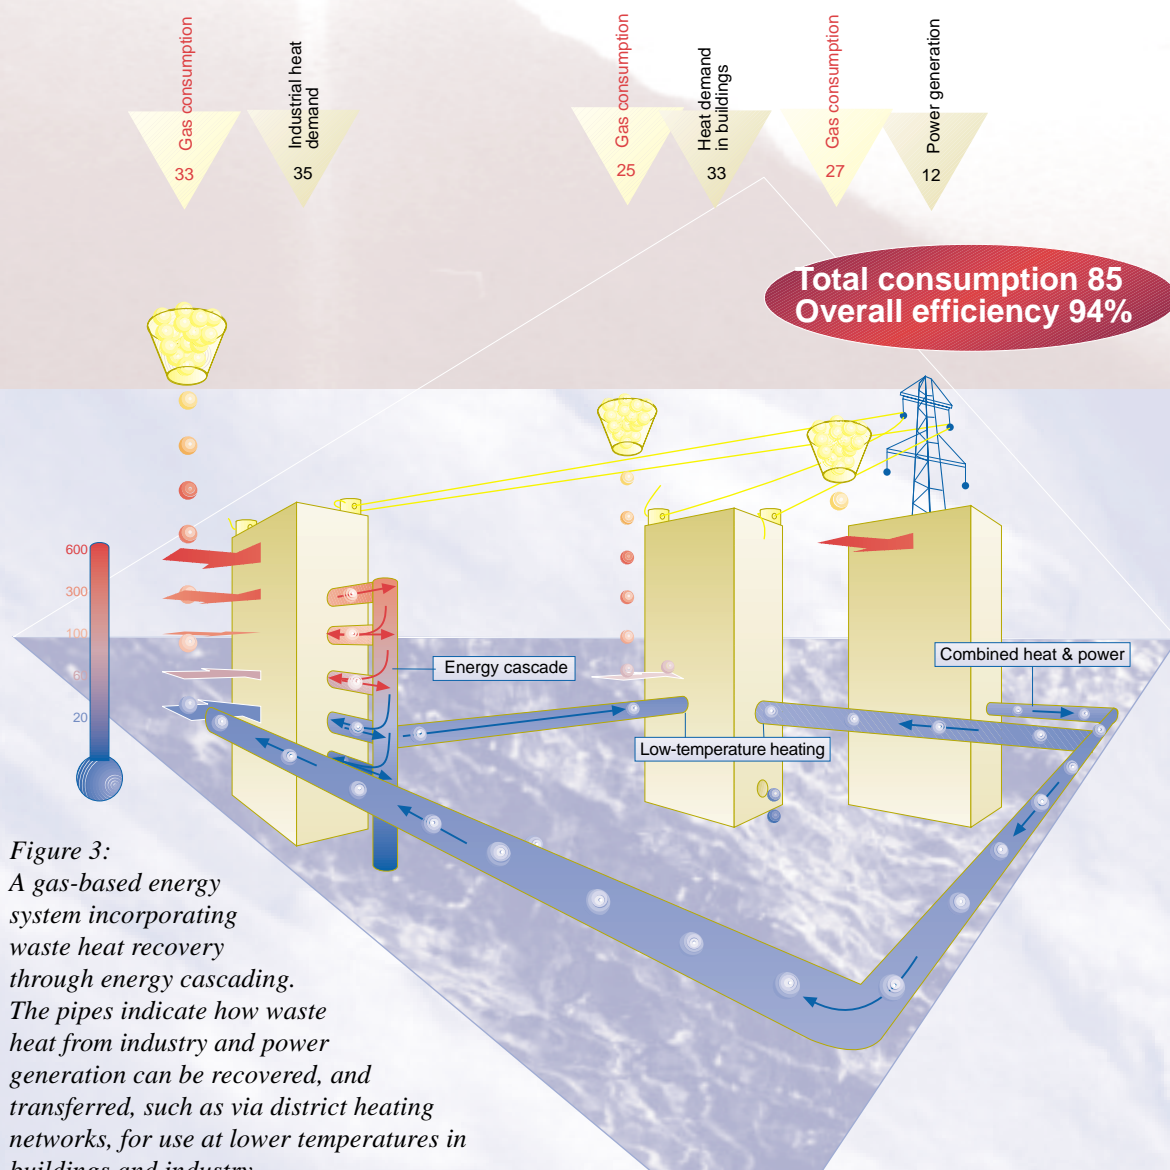 Gas consumption
33
Industrial heat
demand
35
Gas consumption
25
Heat demand
in buildings
33
Gas consumption
27
Power generation
12
Total consumption 85
Overall efficiency 94%
600
300
100
20
Energy cascade
Combined heat & power
Low-temperature heating
Figure 3:
A gas-based energy
system incorporating
waste heat recovery
through energy cascading.
The pipes indicate how waste
heat from industry and power
generation can be recovered, and
transferred, such as via district heating
networks, for use at lower temperatures in
buildings and industry